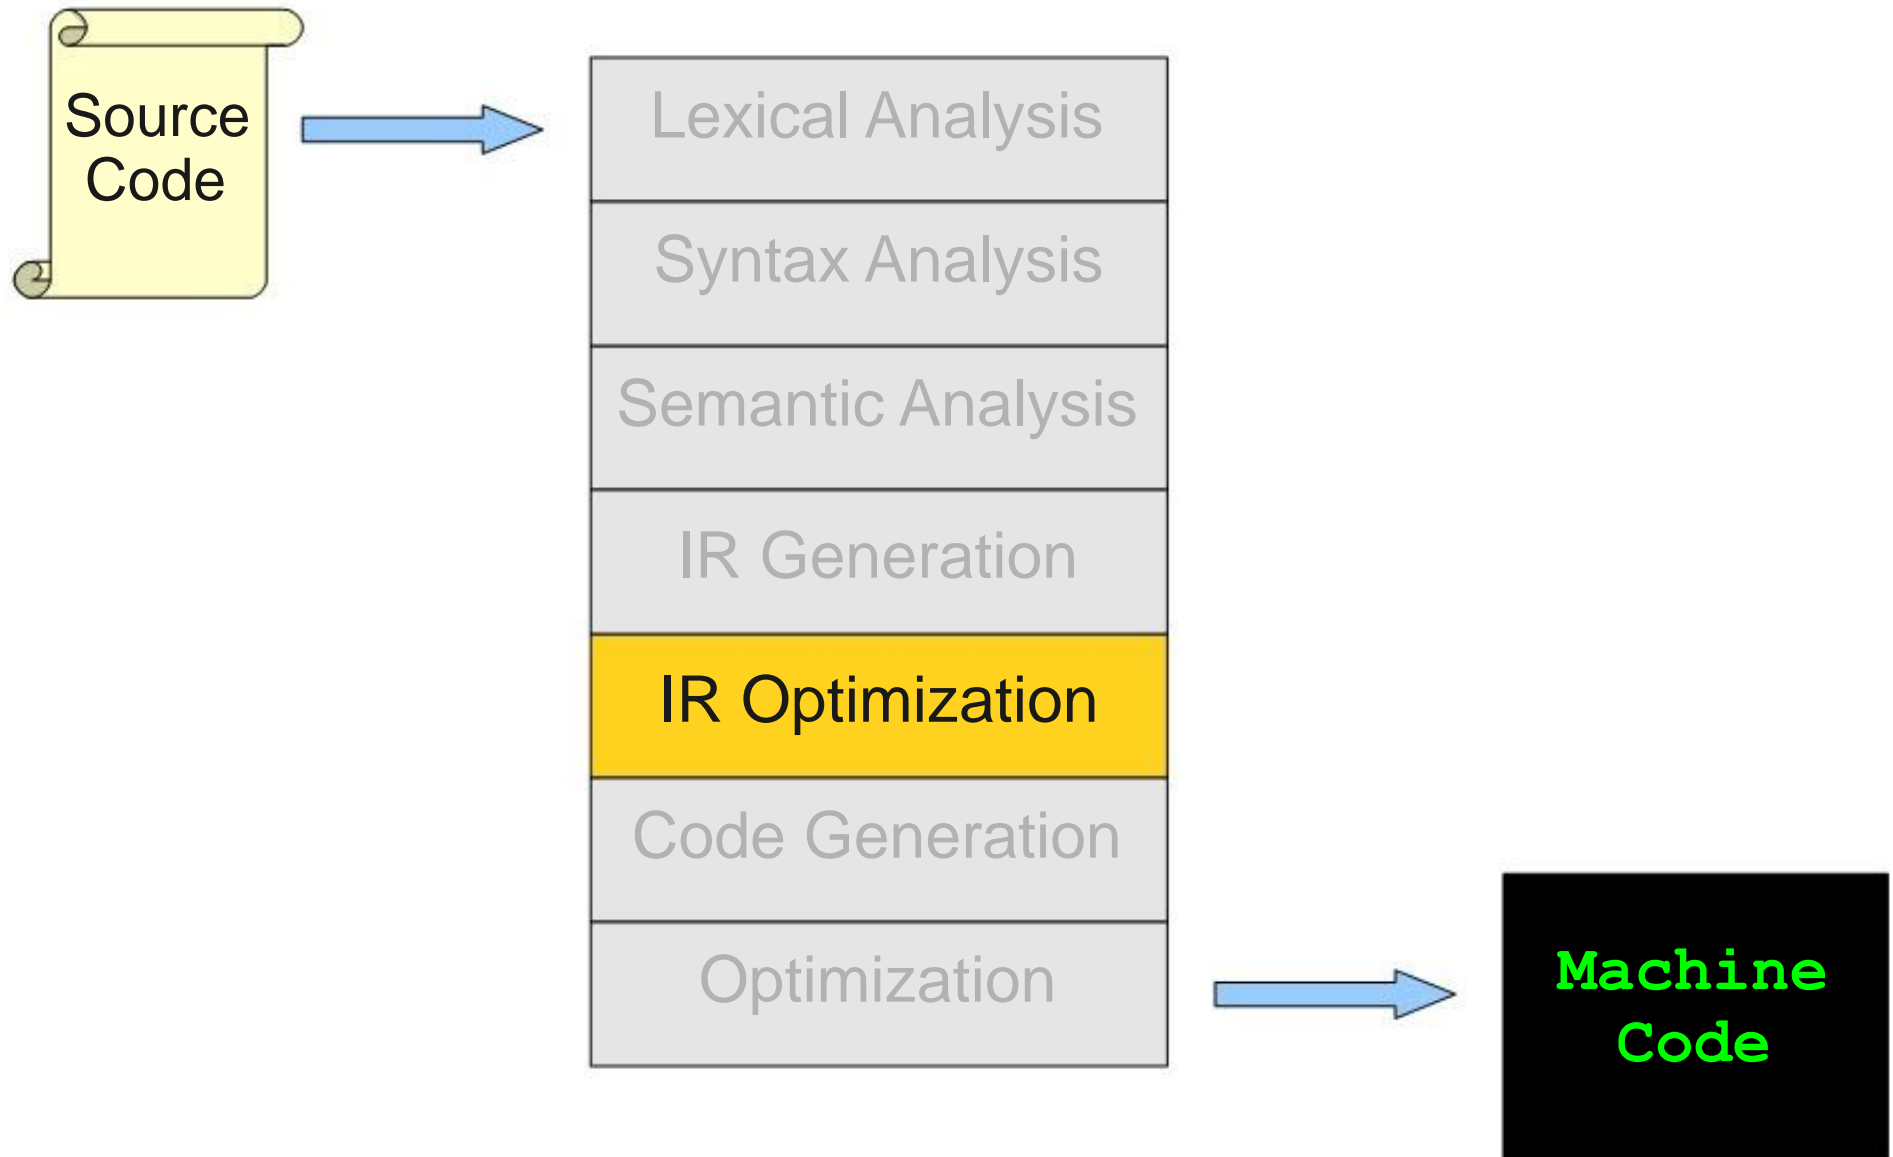 Source
Code
Lexical Analysis
Syntax Analysis
Semantic Analysis
IR Generation
IR Optimization
Code Generation
Optimization
Machine
Code